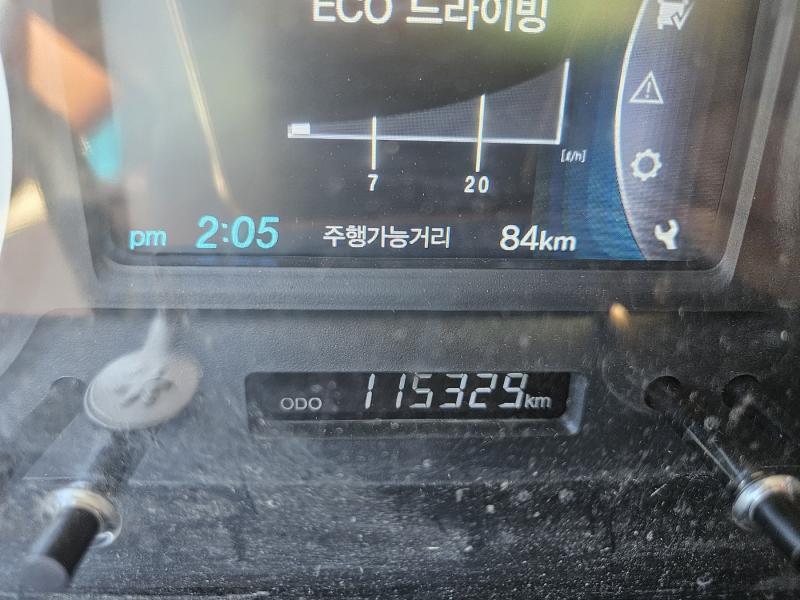 ECO 드라이빙
[ℓ/h]
7 20
pm 2:05 주행가능거리 84km
ODO 115329km